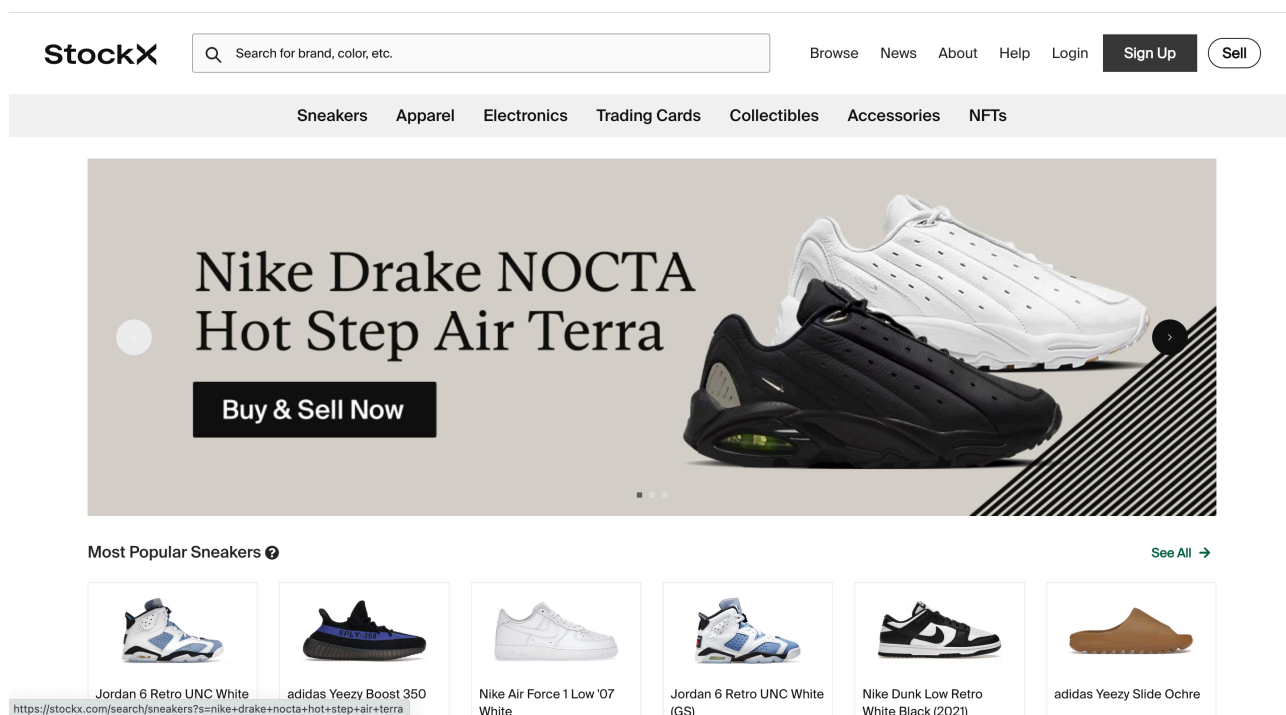 StockX
Search for brand, color, etc.
Browse News About Help Login Sign Up Sell
Sneakers Apparel Electronics Trading Cards Collectibles Accessories NFTs
Nike Drake NOCTA
Hot Step Air Terra
Buy & Sell Now
Most Popular Sneakers ?
See All →
SPLY-350
Jordan 6 Retro UNC White
adidas Yeezy Boost 350
Nike Air Force 1 Low '07
White
Jordan 6 Retro UNC White
(GS)
Nike Dunk Low Retro
White Black (2021)
adidas Yeezy Slide Ochre
https://stockx.com/search/sneakers?s=nike+drake+nocta+hot+step+air+terra